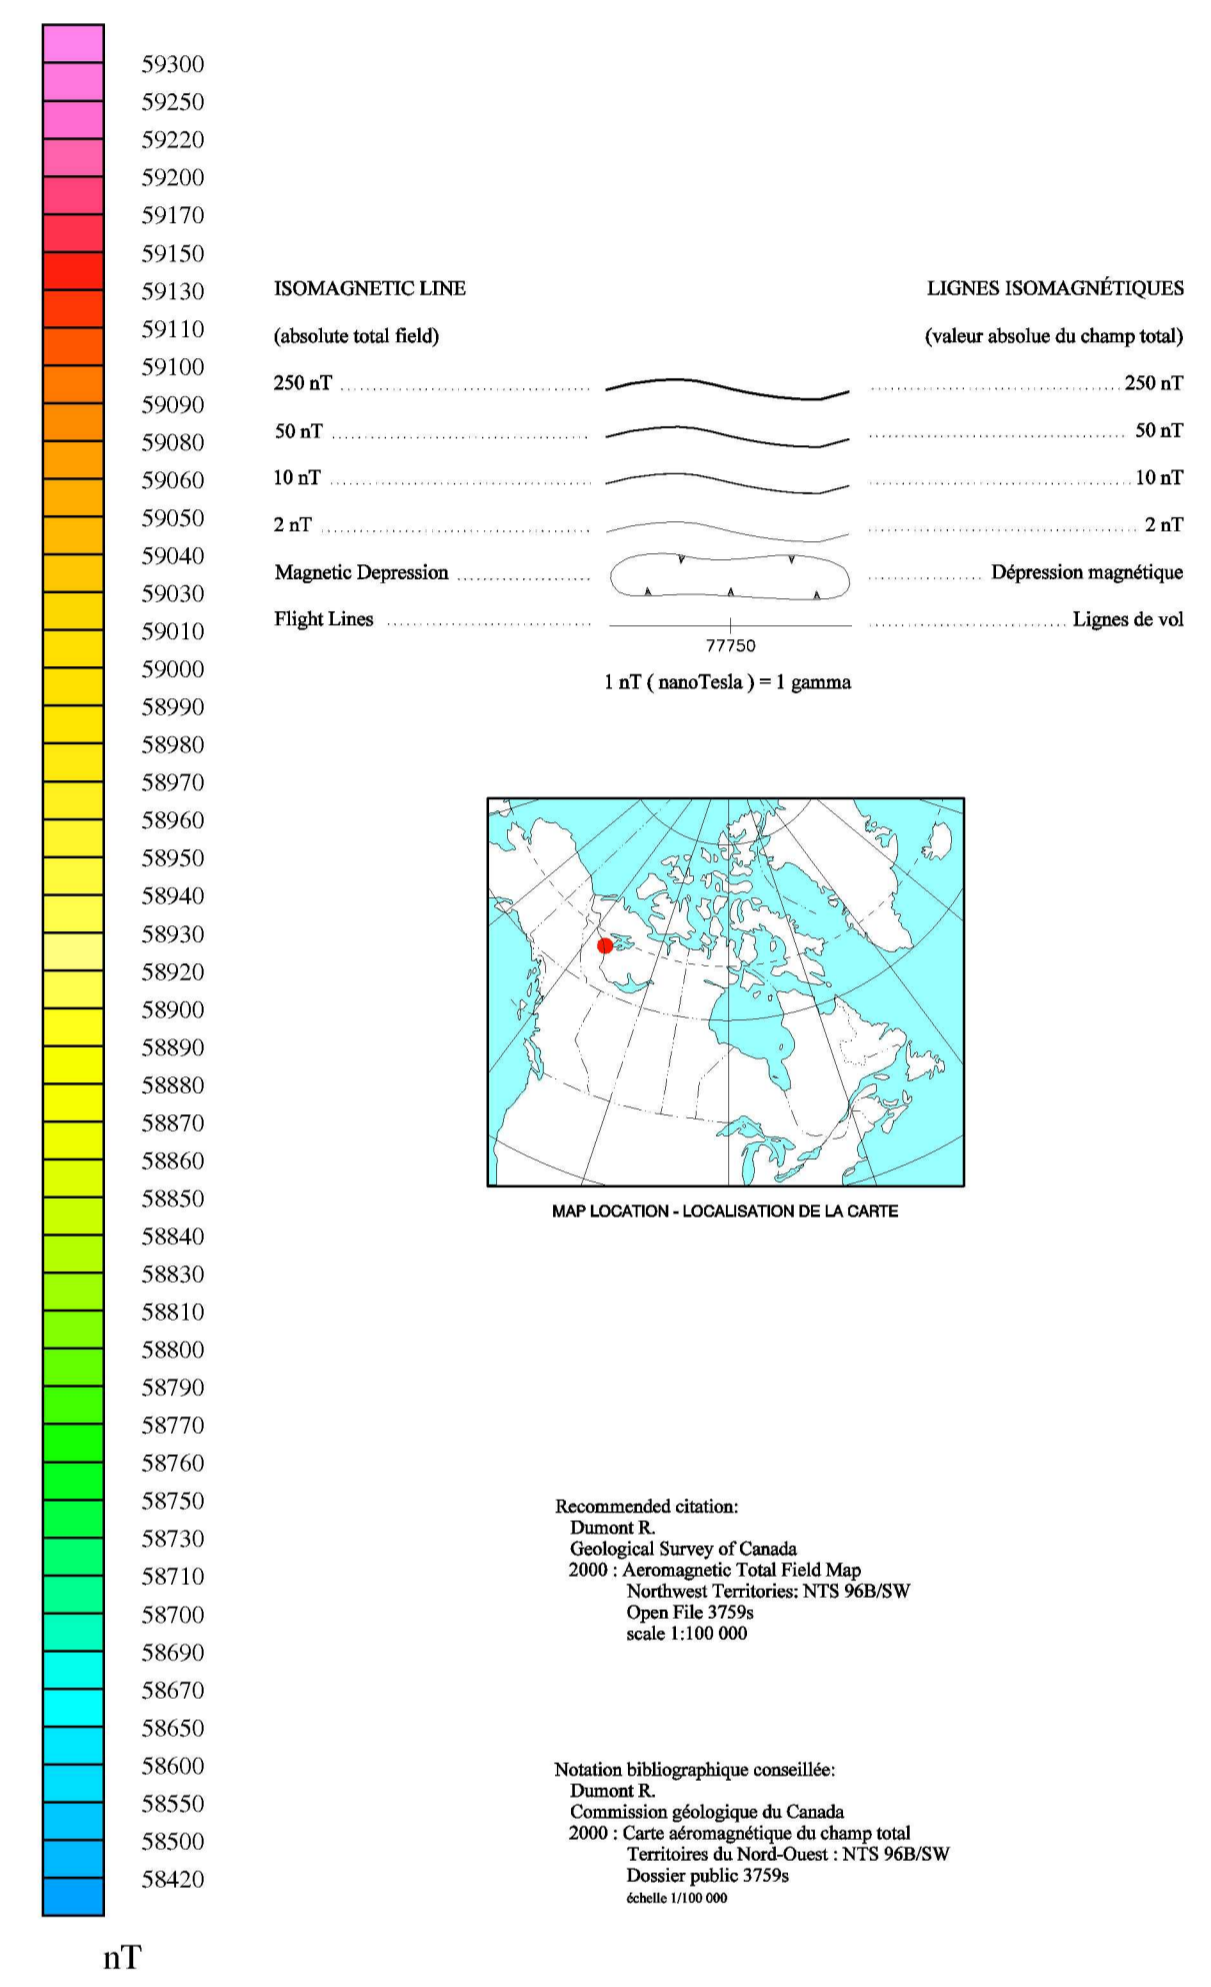 59300
59250
59220
59200
59170
59150
59130
59110
59100
59090
59080
59060
59050
59040
59030
59010
59000
58990
58980
58970
58960
58950
58940
58930
58920
58900
58890
58880
58870
58860
58850
58840
58830
58810
58800
58790
58770
58760
58750
58730
58710
58700
58690
58670
58650
58600
58550
58500
58420
nT
ISOMAGNETIC LINE LIGNES ISOMAGNÉTIQUES
(absolute total field) (valeur absolue du champ total)
250 nT 250 nT
50 nT 50 nT
10 nT 10 nT
2 nT 2 nT
Magnetic Depression Dépression magnétique
Flight Lines Lignes de vol
77750
1 nT ( nanoTesla ) = 1 gamma
MAP LOCATION - LOCALISATION DE LA CARTE
Recommended citation:
Dumont R.
Geological Survey of Canada
2000 : Aeromagnetic Total Field Map
Northwest Territories: NTS 96B/SW
Open File 3759s
scale 1:100 000
Notation bibliographique conseillée:
Dumont R.
Commission géologique du Canada
2000 : Carte aéromagnétique du champ total
Territoires du Nord-Ouest : NTS 96B/SW
Dossier public 3759s
échelle 1/100 000